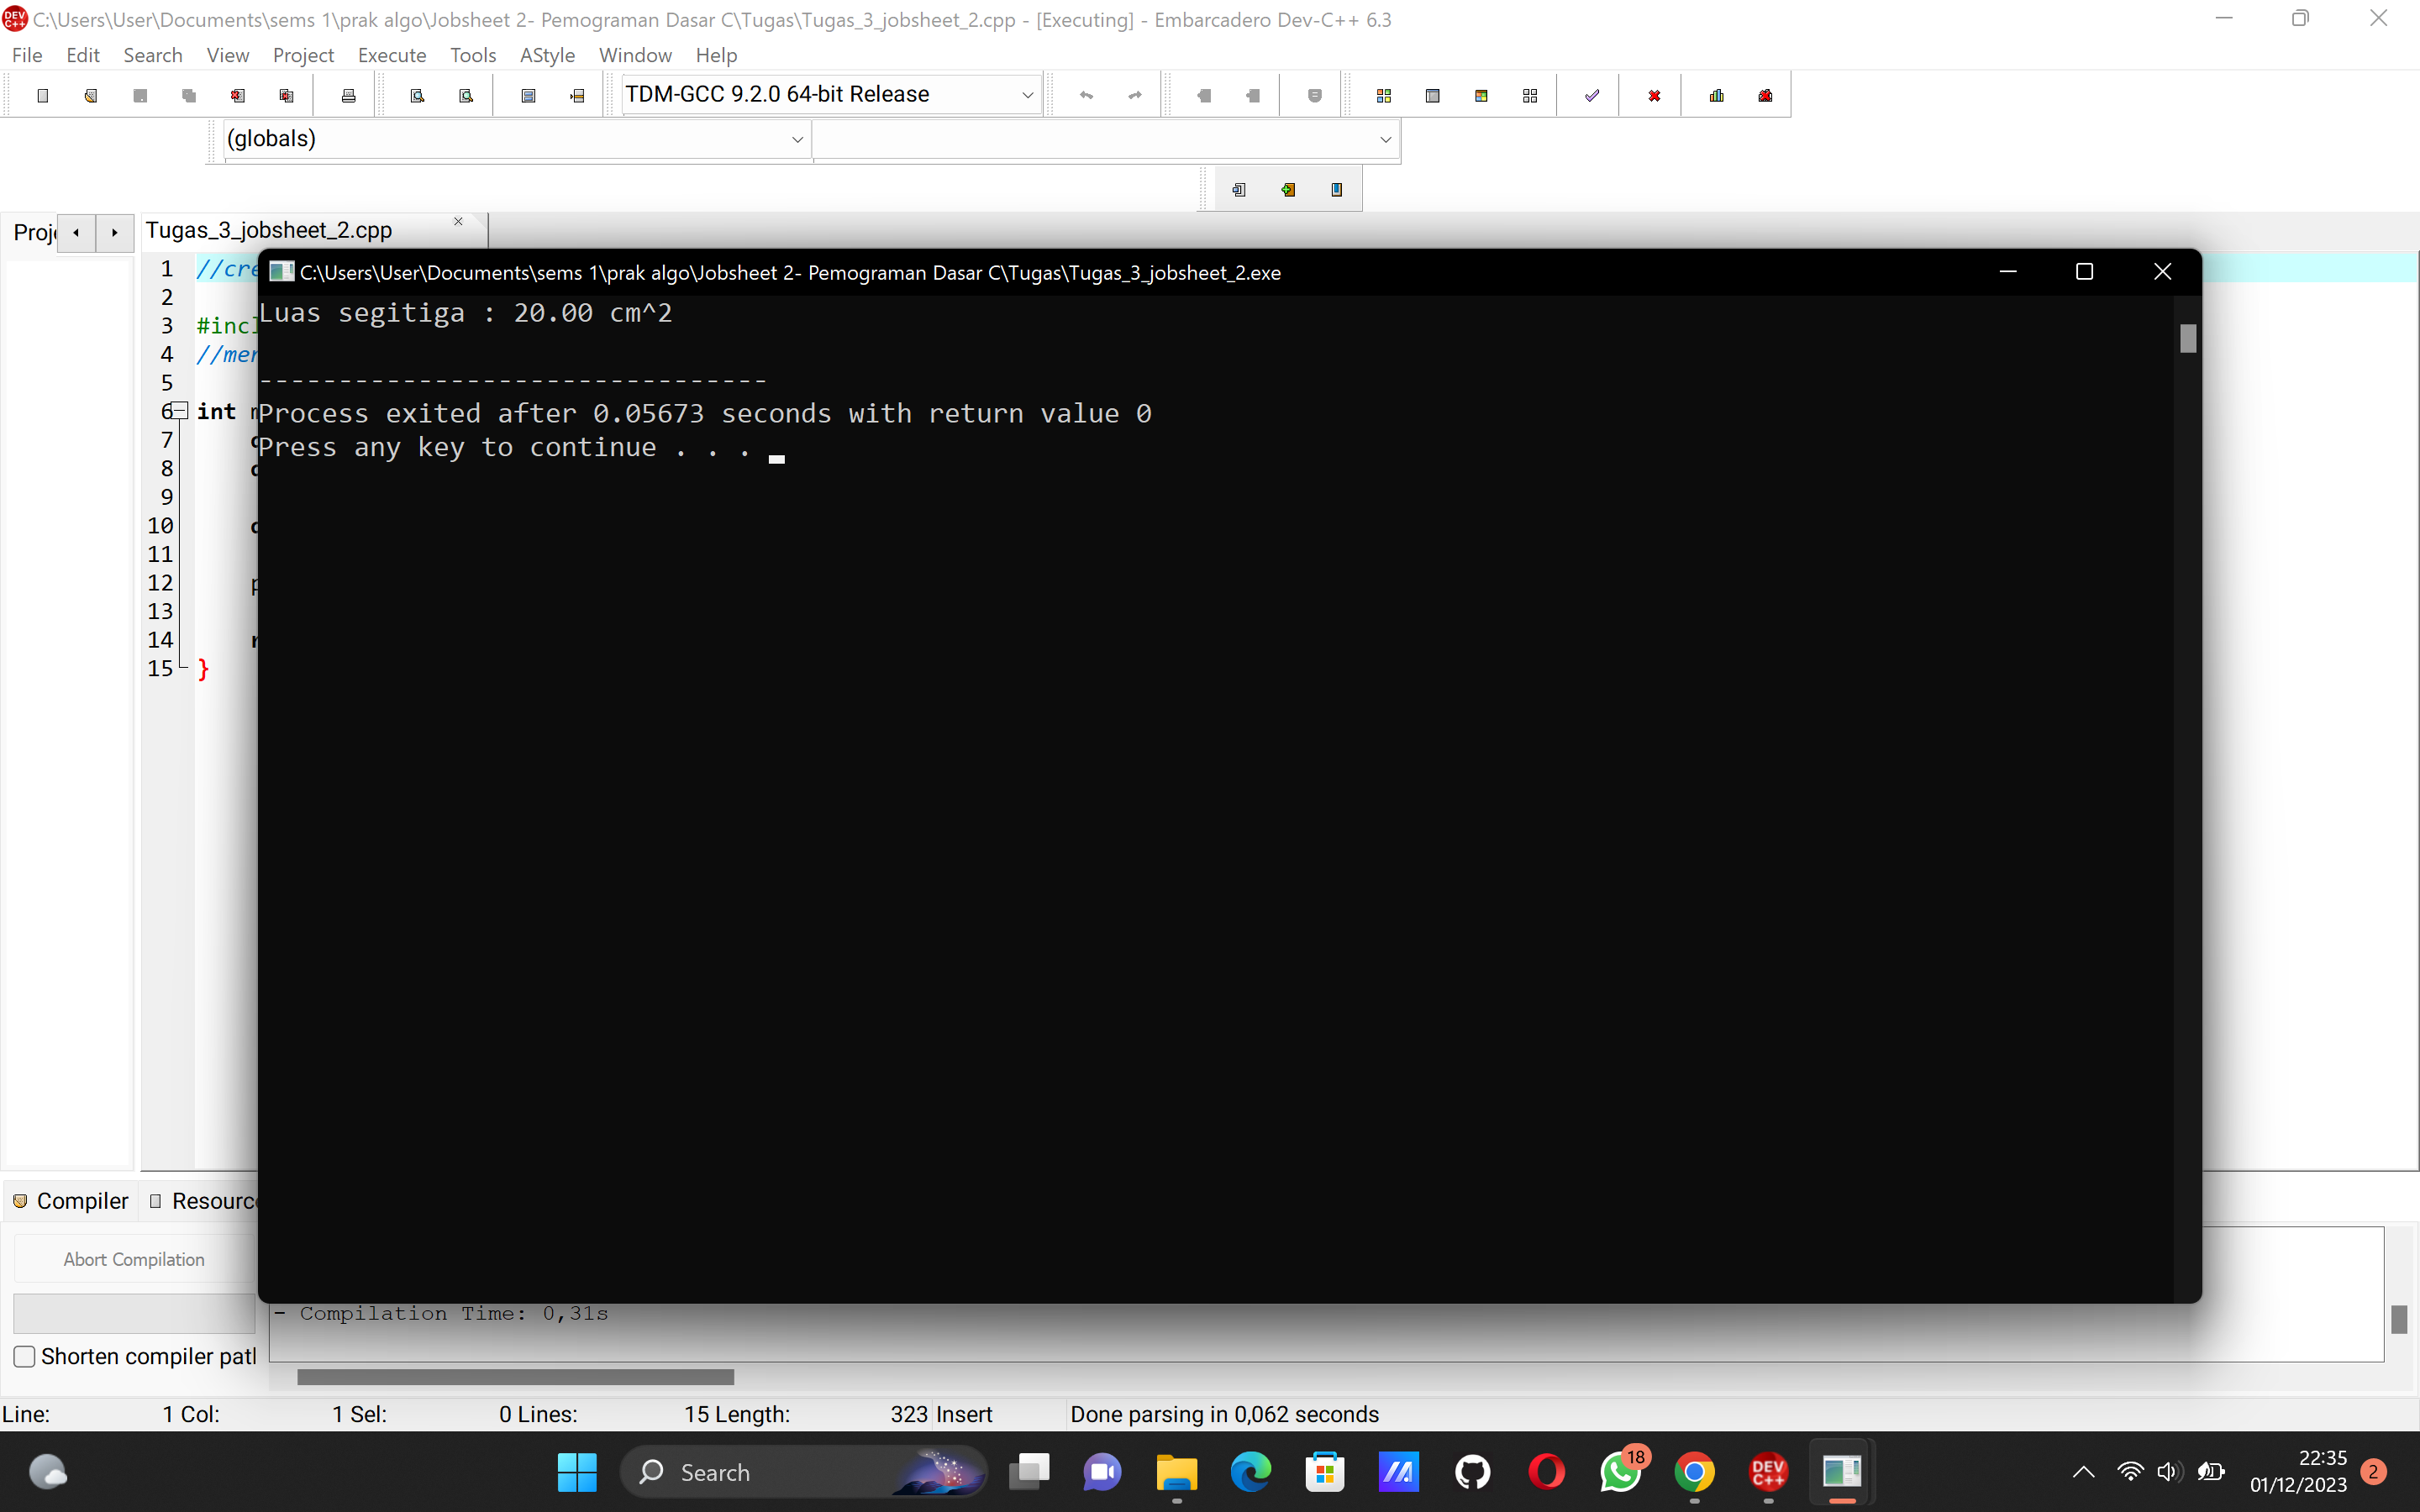 C:\Users\User\Documents\sems 1\prak algo\Jobsheet 2- Pemograman Dasar C\Tugas\Tugas_3_jobsheet_2.cpp - [Executing] - Embarcadero Dev-C++ 6.3
File Edit Search View Project Execute Tools AStyle Window Help
TDM-GCC 9.2.0 64-bit Release
(globals)
Tugas_3_jobsheet_2.cpp
C:\Users\User\Documents\sems 1\prak algo\Jobsheet 2- Pemograman Dasar C\Tugas\Tugas_3_jobsheet_2.exe
Luas segitiga : 20.00 cm^2
--------------------------------
Process exited after 0.05673 seconds with return value 0
Press any key to continue . . .
1 //cre
2
3 #incl
4 //mer
5
6 int
7
8
9
10
11
12 p
13
14 r
15 }
Compiler Resourc
Abort Compilation
- Compilation Time: 0,31s
Shorten compiler patl
Line: 1 Col: 1 Sel: 0 Lines: 15 Length: 323 Insert Done parsing in 0,062 seconds
Search
18
DEV C++
22:35
01/12/2023
2